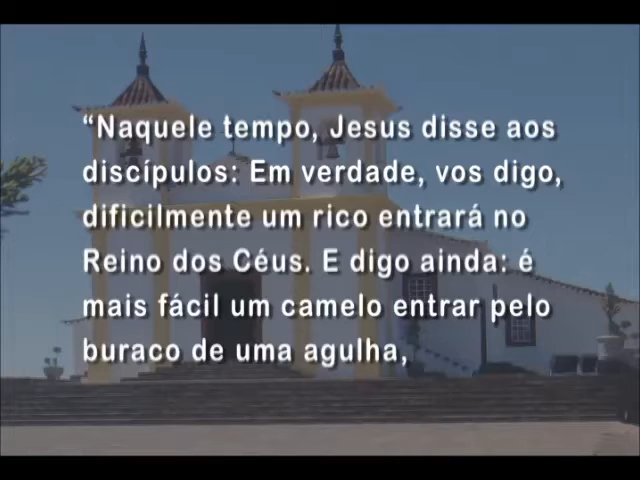 “Naquele tempo, Jesus disse aos
discípulos: Em verdade, vos digo,
dificilmente um rico entrará no
Reino dos Céus. E digo ainda: é
mais fácil um camelo entrar pelo
buraco de uma agulha,